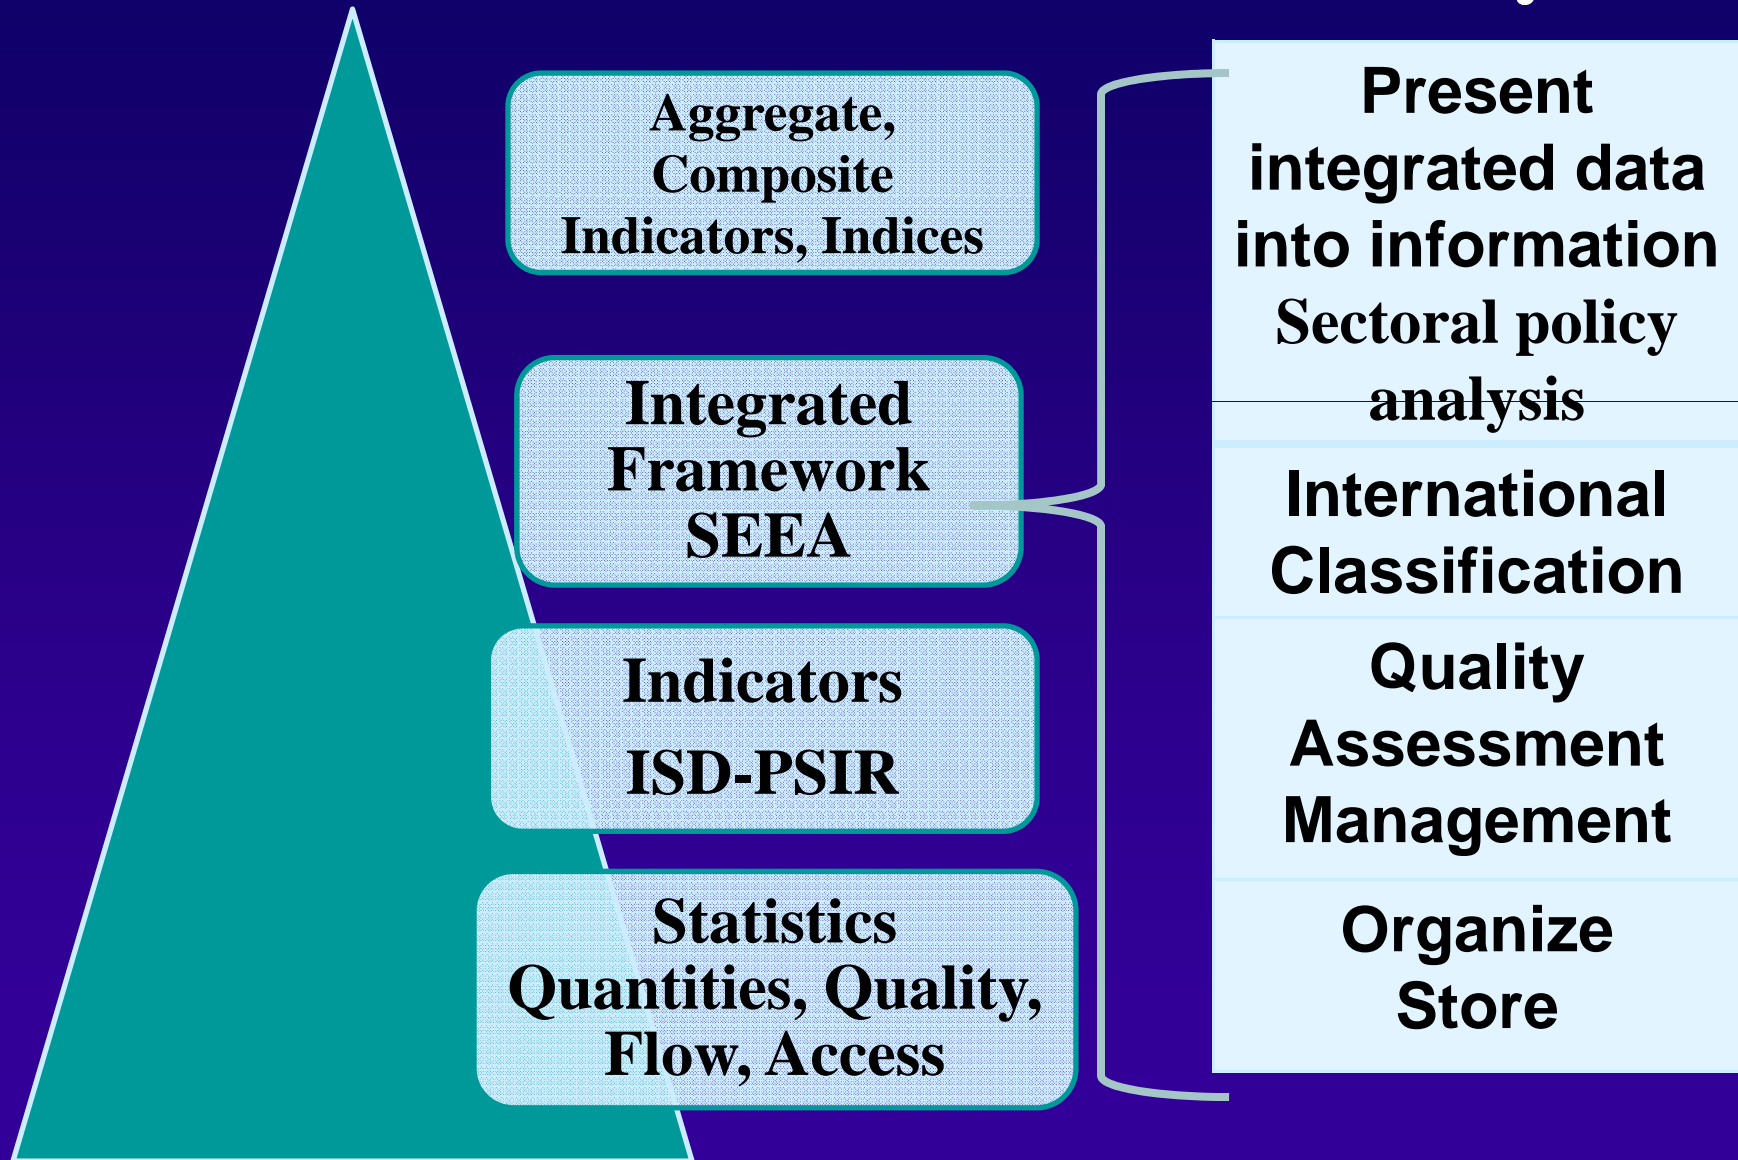 Aggregate,
Composite
Indicators, Indices
Integrated
Framework
SEEA
Indicators
ISD-PSIR
Statistics
Quantities, Quality,
Flow, Access
Present
integrated data
into information
Sectoral policy
analysis
International
Classification
Quality
Assessment
Management
Organize
Store